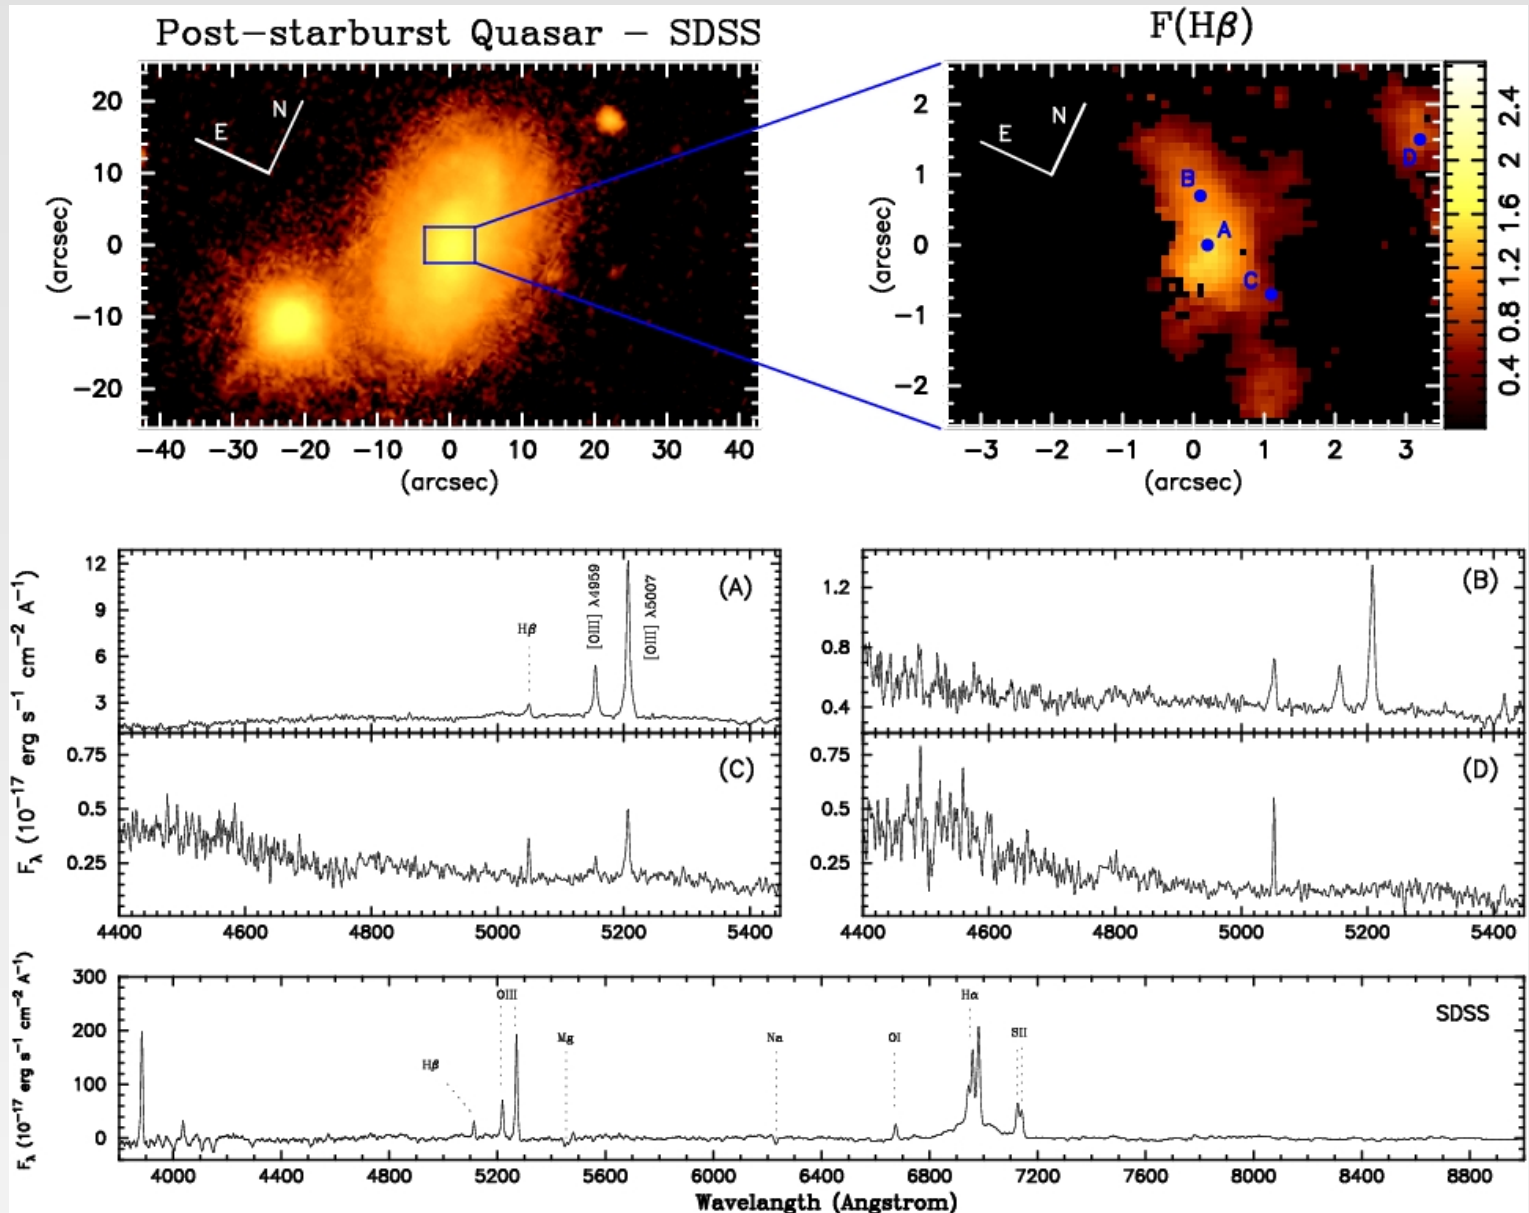 Post-starburst Quasar - SDSS
F(Hβ)
N
E
20
10
0
-10
-20
(arcsec)
-40 -30 -20 -10 0 10 20 30 40
(arcsec)
N
E
B
A
C
D
2
1
0
-1
-2
(arcsec)
-3 -2 -1 0 1 2 3
(arcsec)
2.4
2
1.6
1.2
0.8
0.4
(A)
Hβ
[OIII] λ4959
[OIII] λ5007
12
9
6
3
(B)
1.2
0.8
0.4
(C)
0.75
0.5
0.25
(D)
0.75
0.5
0.25
Fλ (10−17 erg s−1 cm−2 A−1)
4400 4600 4800 5000 5200 5400
4400 4600 4800 5000 5200 5400
Fλ (10−17 erg s−1 cm−2 A−1)
300
200
100
0
Hβ
OIII
Mg
Na
OI
Hα
SII
SDSS
4000 4400 4800 5200 5600 6000 6400 6800 7200 7600 8000 8400 8800
Wavelangth (Angstrom)